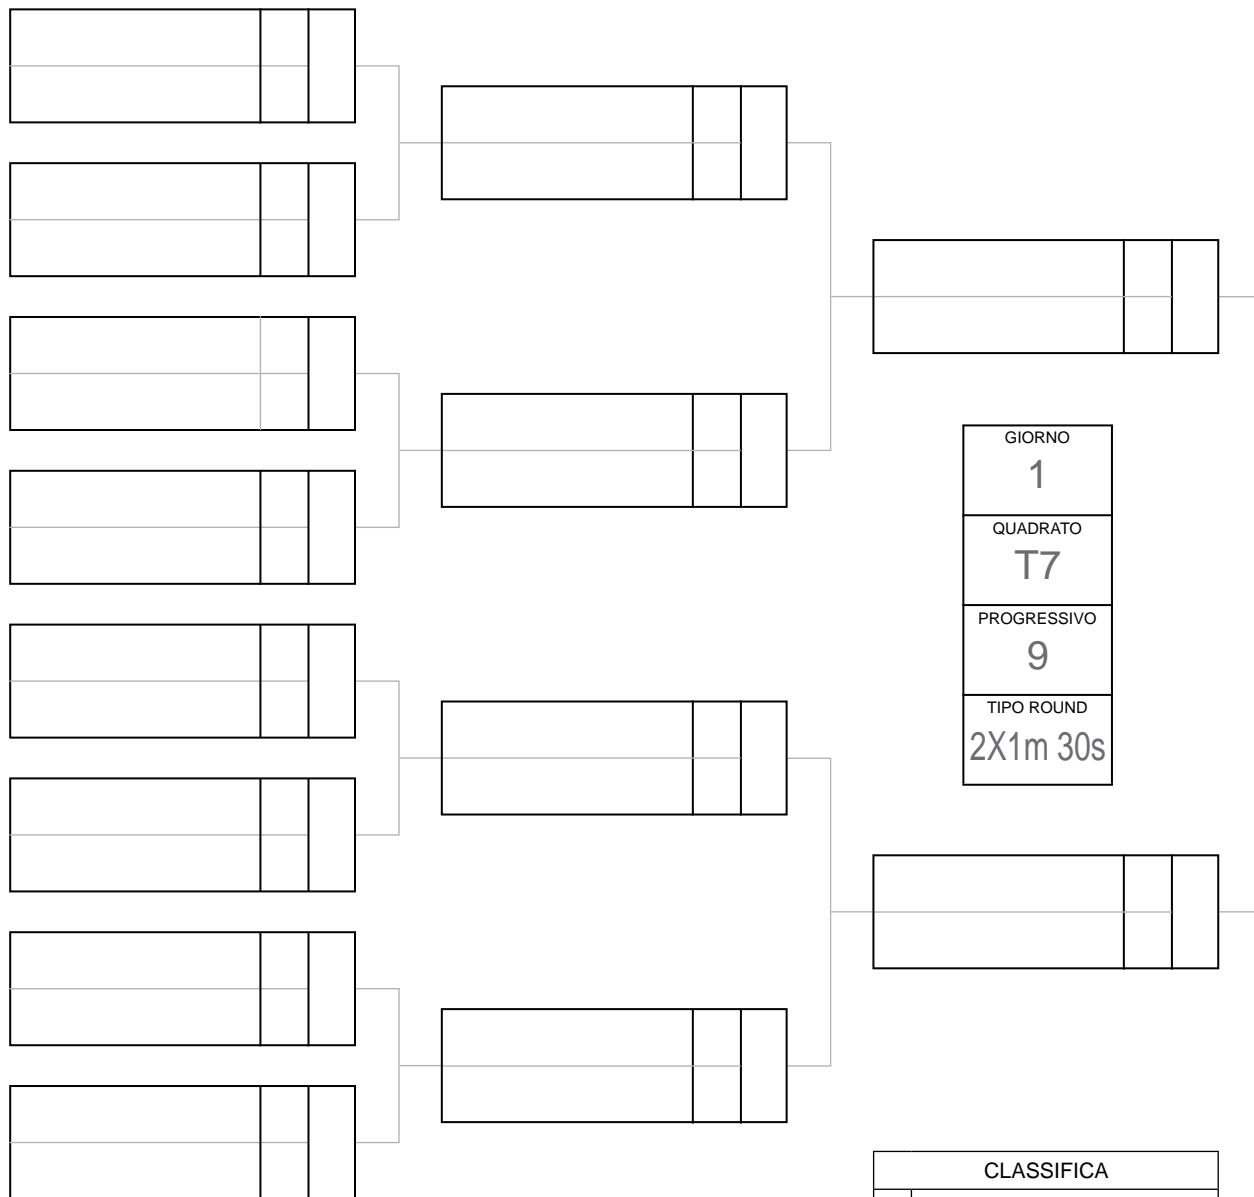 GIORNO
1
QUADRATO
T7
PROGRESSIVO
9
TIPO ROUND
2X1m 30s
CLASSIFICA